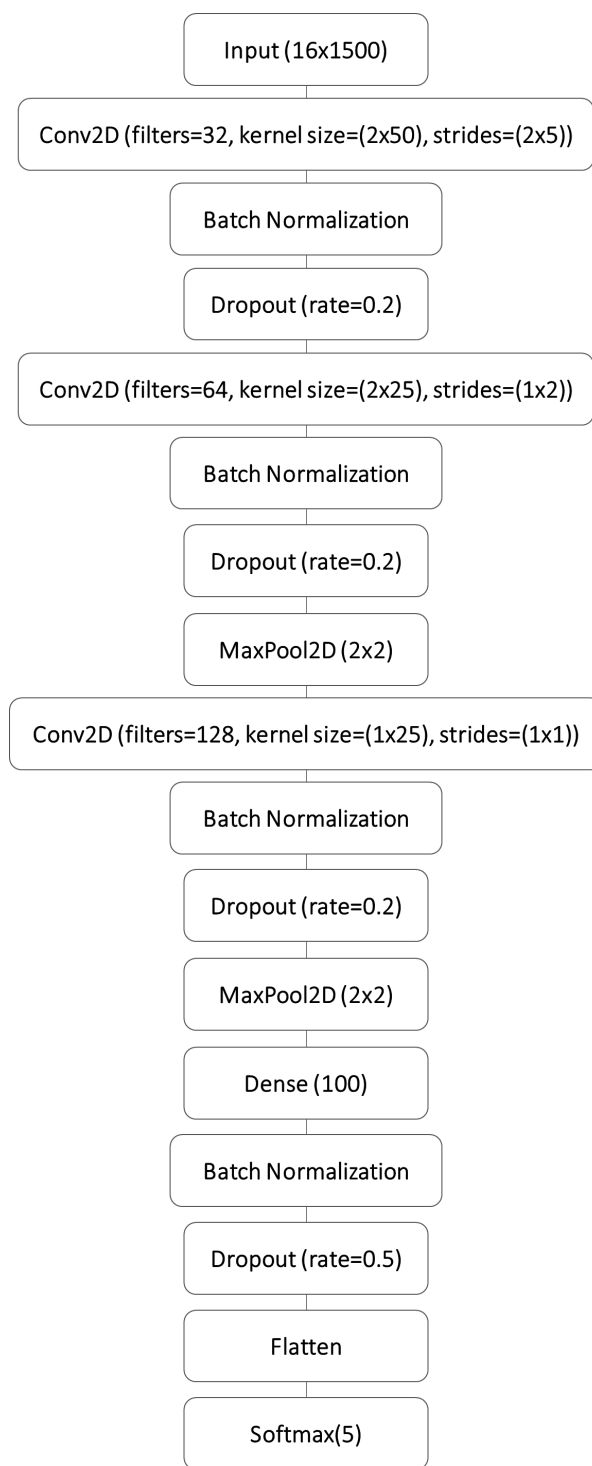 Input (16x1500)
Conv2D (filters=32, kernel size=(2x50), strides=(2x5))
Batch Normalization
Dropout (rate=0.2)
Conv2D (filters=64, kernel size=(2x25), strides=(1x2))
Batch Normalization
Dropout (rate=0.2)
MaxPool2D (2x2)
Conv2D (filters=128, kernel size=(1x25), strides=(1x1))
Batch Normalization
Dropout (rate=0.2)
MaxPool2D (2x2)
Dense (100)
Batch Normalization
Dropout (rate=0.5)
Flatten
Softmax(5)